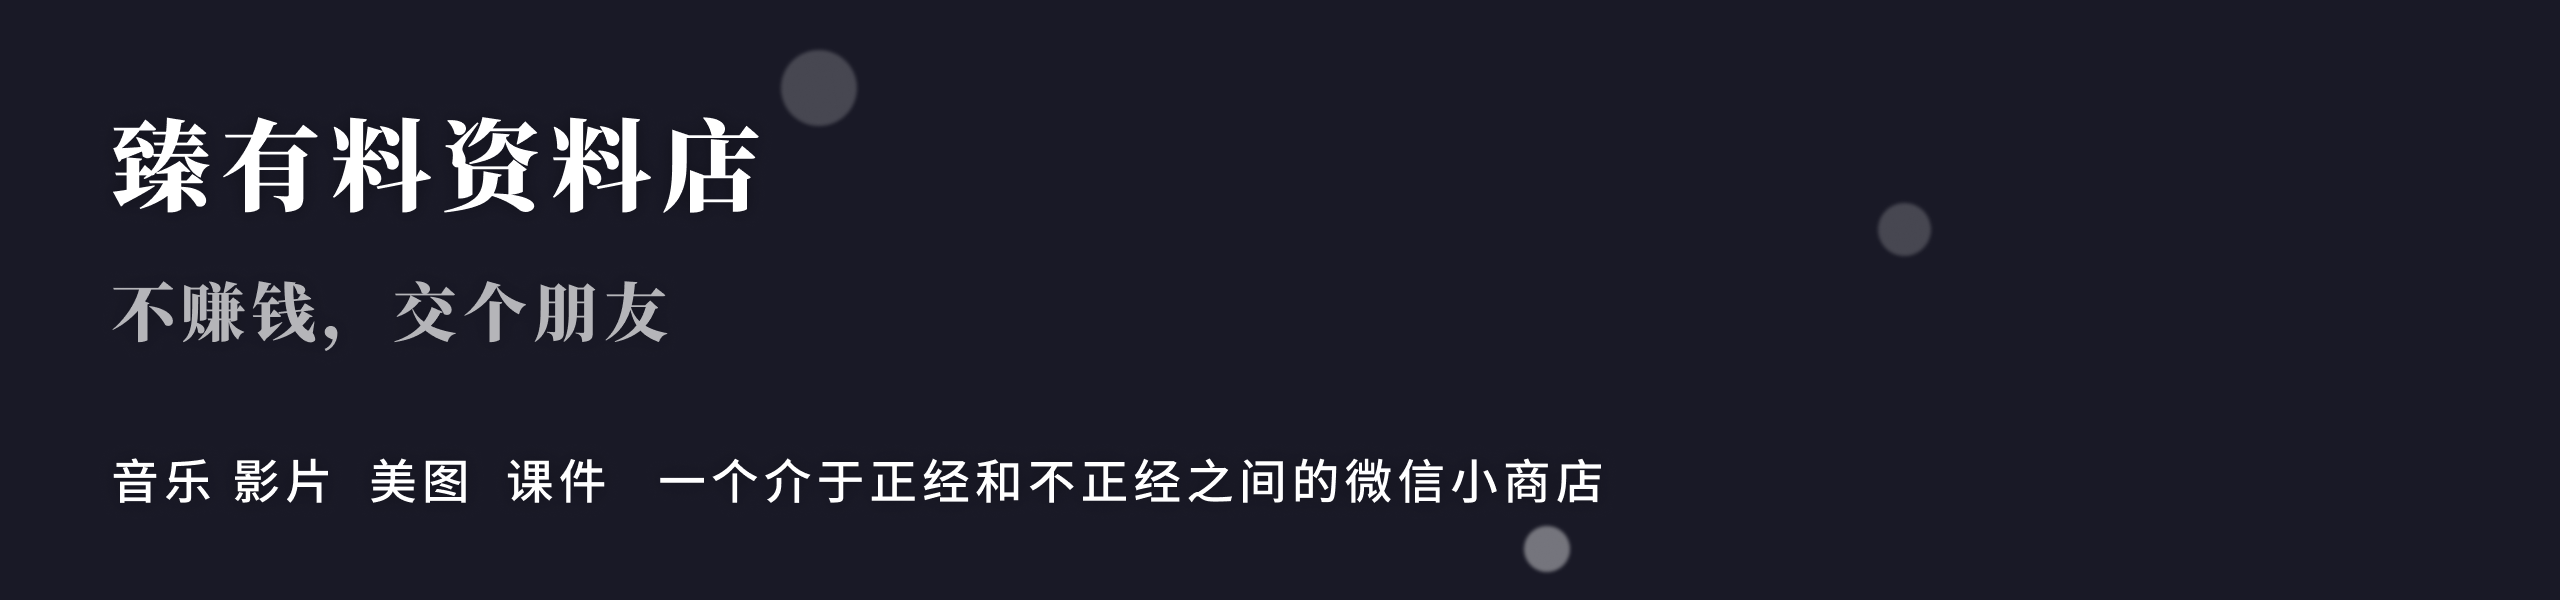 臻有料资料店
不赚钱，交个朋友
音乐 影片 美图 课件 一个介于正经和不正经之间的微信小商店